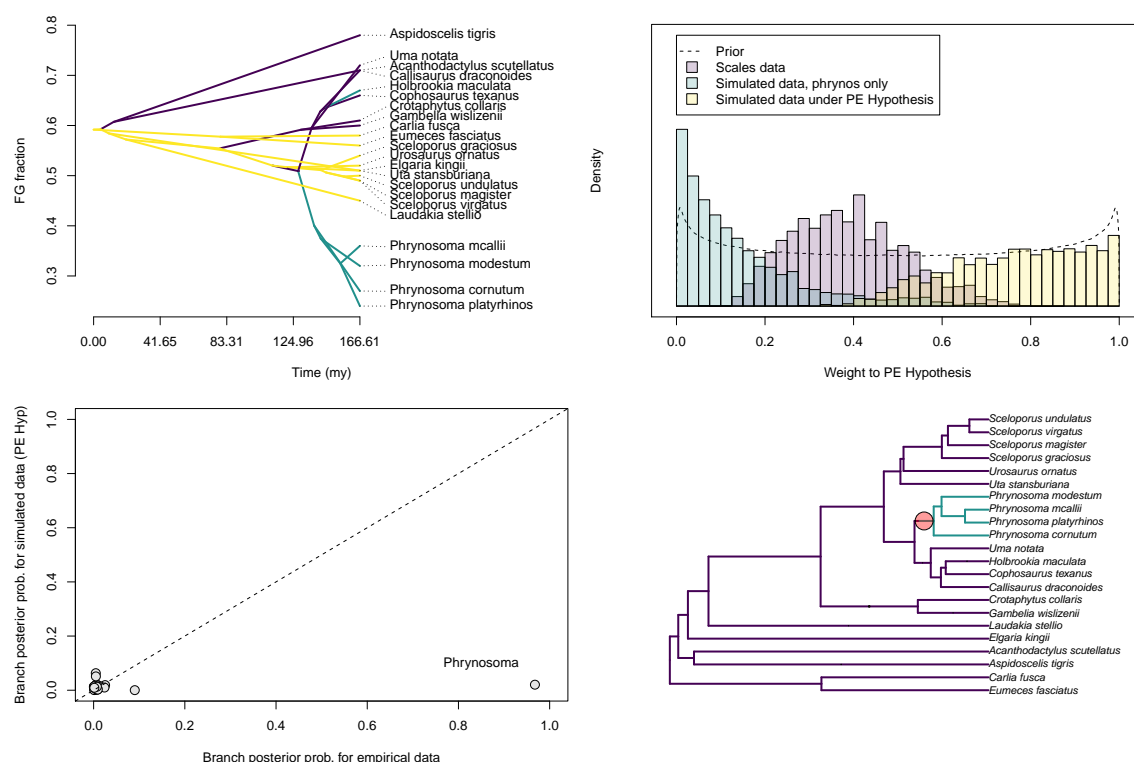 0.8
0.7
0.6
0.5
0.4
0.3
FG fraction
Aspidoscelis tigris
Uma notata
Acanthodactylus scutellatus
Callisaurus draconoides
Holbrookia maculata
Cophosaurus texanus
Crotaphytus collaris
Gambelia wislizenii
Carlia fusca
Eumeces fasciatus
Sceloporus graciosus
Urosaurus ornatus
Elgaria kingii
Uta stansburiana
Sceloporus undulatus
Sceloporus magister
Sceloporus virgatus
Laudakia stellio
Phrynosoma mcallii
Phrynosoma modestum
Phrynosoma cornutum
Phrynosoma platyrhinos
0.00 41.65 83.31 124.96 166.61
Time (my)
Density
Prior
Scales data
Simulated data, phrynos only
Simulated data under PE Hypothesis
0.0 0.2 0.4 0.6 0.8 1.0
Weight to PE Hypothesis
Branch posterior prob. for simulated data (PE Hyp)
1.0
0.8
0.6
0.4
0.2
0.0
Phrynosoma
0.0 0.2 0.4 0.6 0.8 1.0
Branch posterior prob. for empirical data
Sceloporus undulatus
Sceloporus virgatus
Sceloporus magister
Sceloporus graciosus
Urosaurus ornatus
Uta stansburiana
Phrynosoma modestum
Phrynosoma mcallii
Phrynosoma platyrhinos
Phrynosoma cornutum
Uma notata
Holbrookia maculata
Cophosaurus texanus
Callisaurus draconoides
Crotaphytus collaris
Gambelia wislizenii
Laudakia stellio
Elgaria kingii
Acanthodactylus scutellatus
Aspidoscelis tigris
Carlia fusca
Eumeces fasciatus